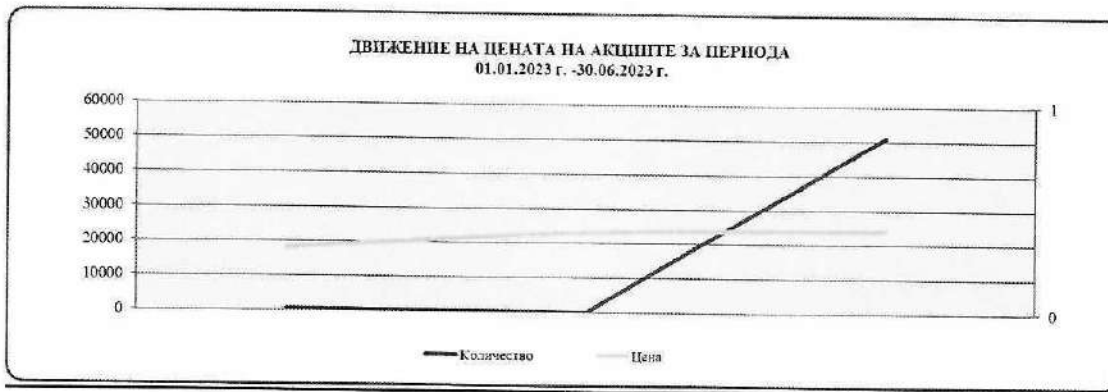 ДВИЖЕНИЕ НА ЦЕНАТА НА АКЦИИТЕ ЗА ПЕРИОДА
01.01.2023 г. -30.06.2023 г.
60000
50000
40000
30000
20000
10000
0
1
0
Количество
Цена